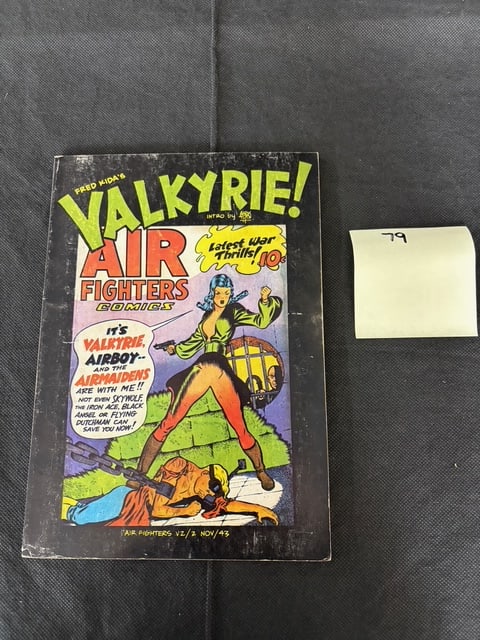 FRED KIDA'S
VALKYRIE!
INTRO by
AIR
FIGHTERS
COMICS
Latest War
Thrills!
10¢
IT'S
VALKYRIE,
AIRBOY--
AND THE
AIRMAIDENS
ARE WITH ME!!
NOT EVEN SKYWOLF,
THE IRON ACE, BLACK
ANGEL OR FLYING
DUTCHMAN CAN
SAVE YOU NOW!
AIR FIGHTERS V2/2 NOV/43
79